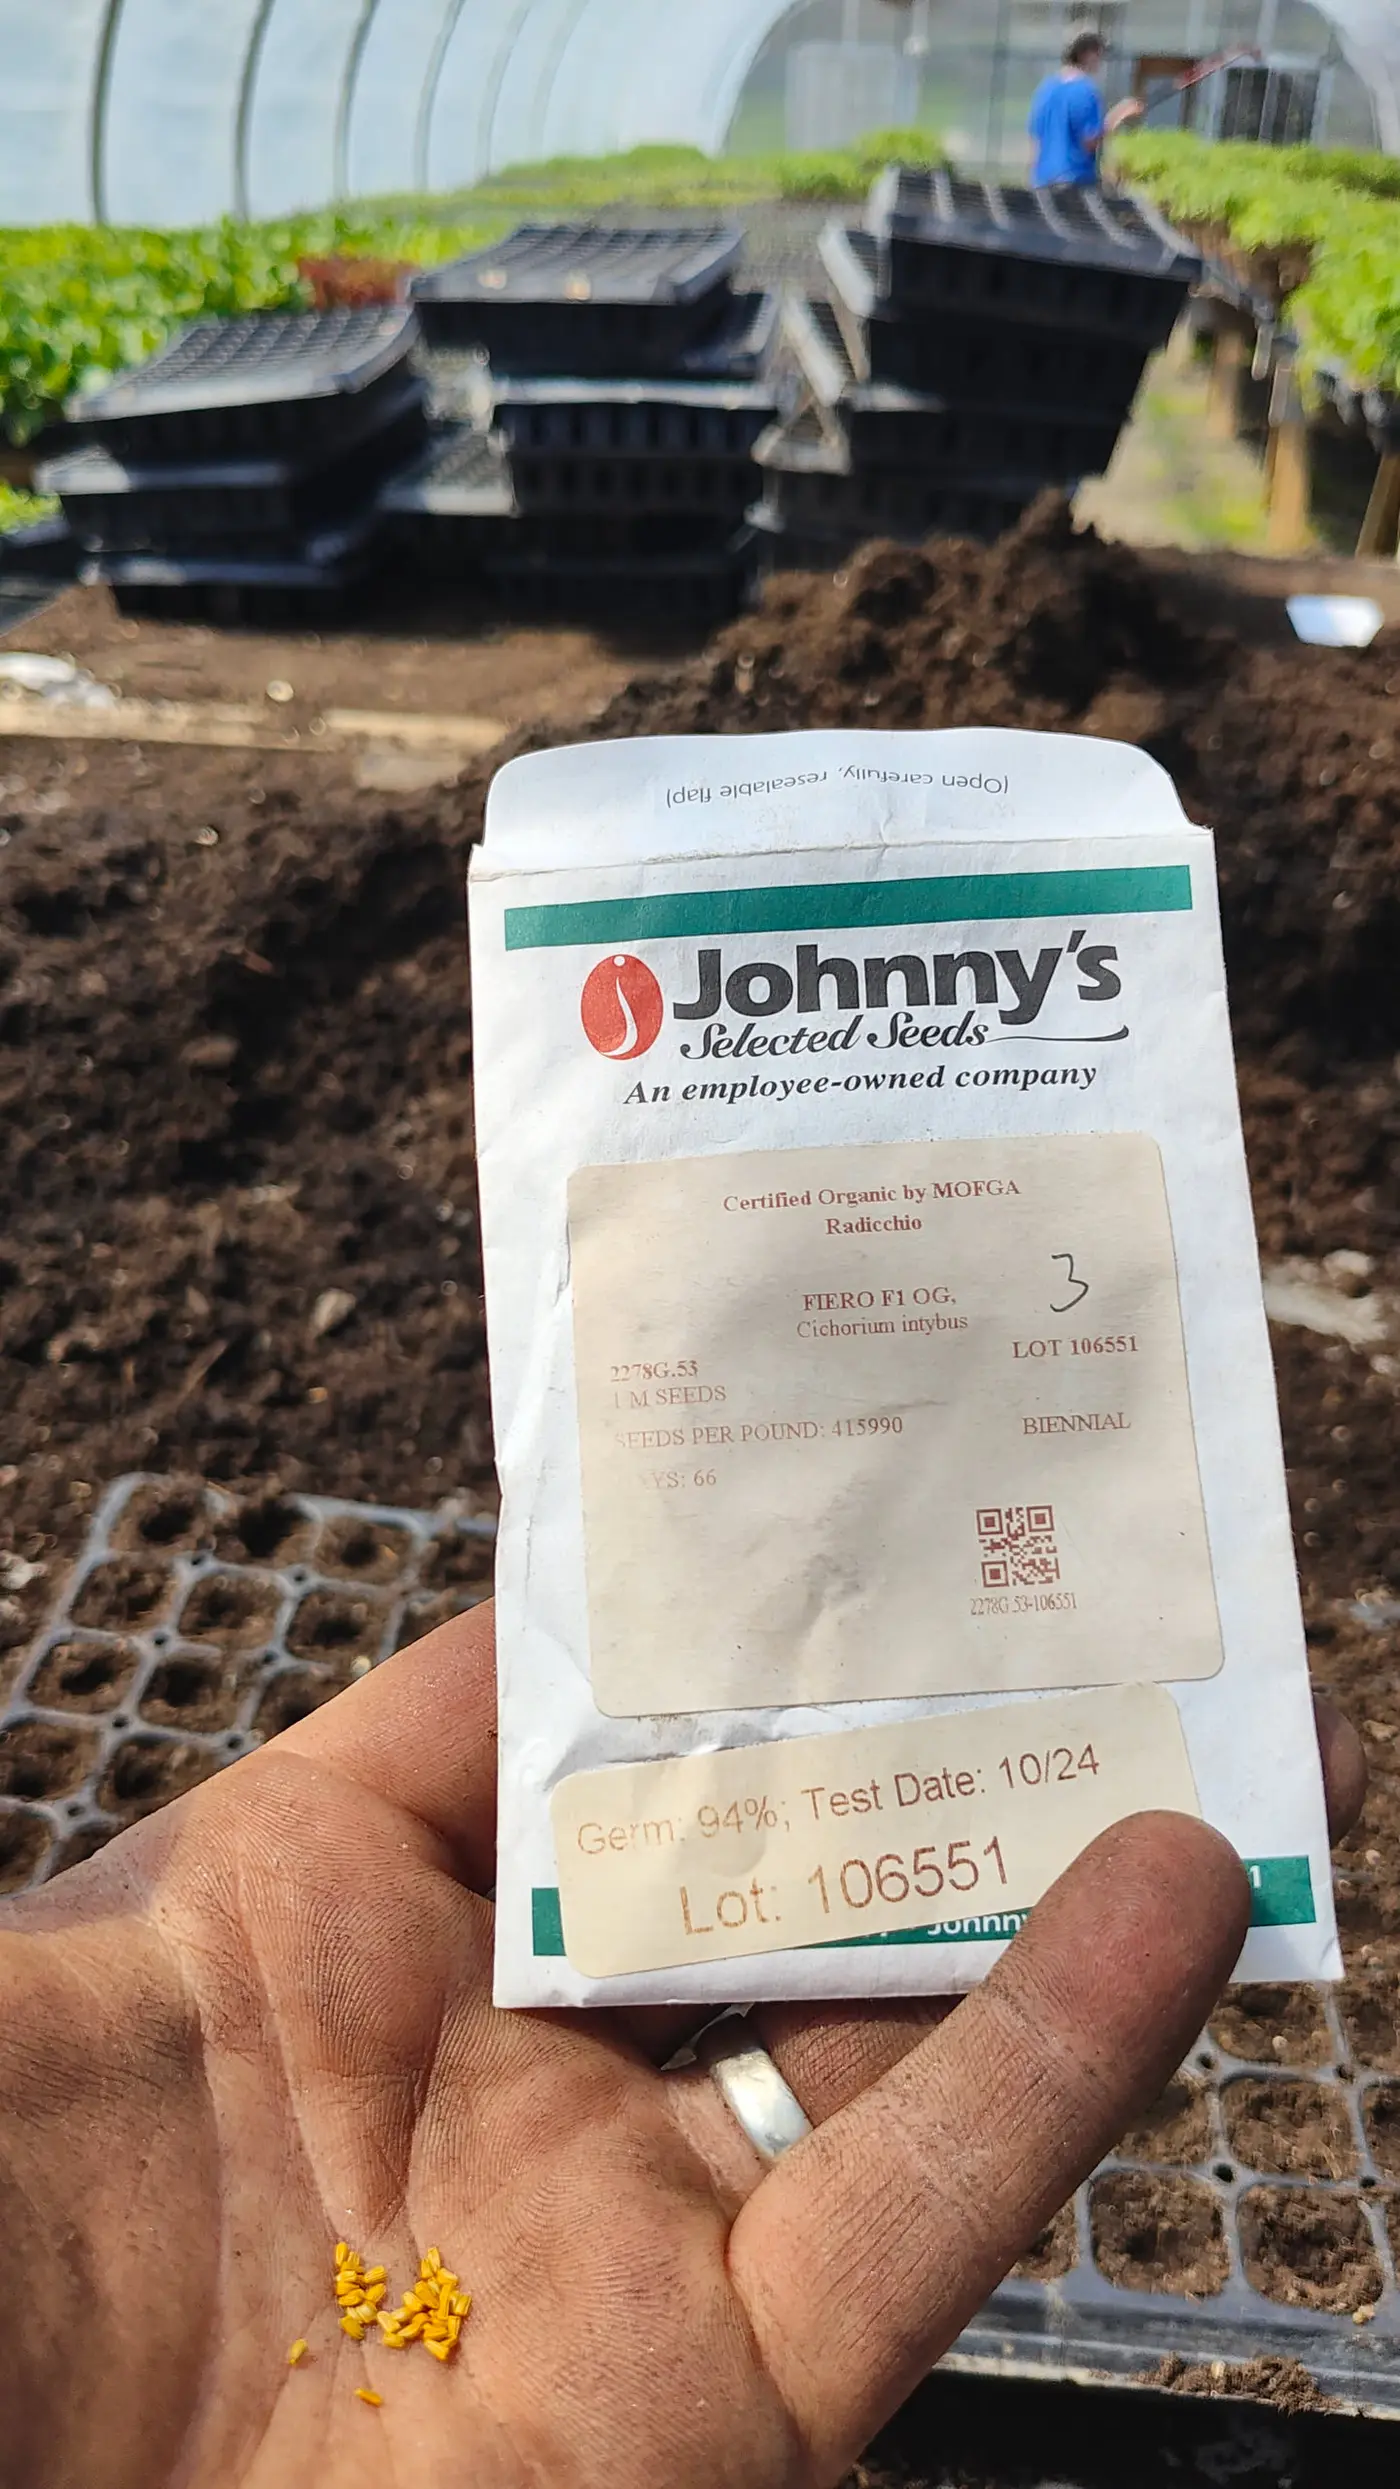 (Open carefully, resealable flap)
Johnny's
Selected Seeds
An employee-owned company
Certified Organic by MOFGA
Radicchio
3
FIERO F1 OG,
Cichorium intybus
LOT 106551
2278G.53
1 M SEEDS
SEEDS PER POUND: 415990
BIENNIAL
YS: 66
2278G.53-106551
Germ: 94%; Test Date: 10/24
Lot: 106551